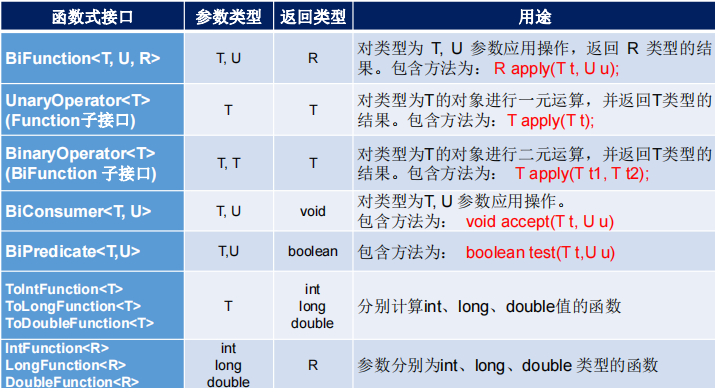 函数式接口 参数类型 返回类型 用途
BiFunction<T, U, R> T, U R 对类型为 T, U 参数应用操作，返回 R 类型的结
果。包含方法为： R apply(T t, U u);
UnaryOperator<T>
(Function子接口) T T 对类型为T的对象进行一元运算，并返回T类型的
结果。包含方法为：T apply(T t);
BinaryOperator<T>
(BiFunction 子接口) T, T T 对类型为T的对象进行二元运算，并返回T类型的
结果。包含方法为： T apply(T t1, T t2);
BiConsumer<T, U> T, U void 对类型为T, U 参数应用操作。
包含方法为： void accept(T t, U u)
BiPredicate<T,U> T,U boolean 包含方法为： boolean test(T t,U u)
ToIntFunction<T>
ToLongFunction<T>
ToDoubleFunction<T>
T
int
long
double
分别计算int、long、double值的函数
IntFunction<R>
LongFunction<R>
DoubleFunction<R>
int
long
double
R
参数分别为int、long、double 类型的函数